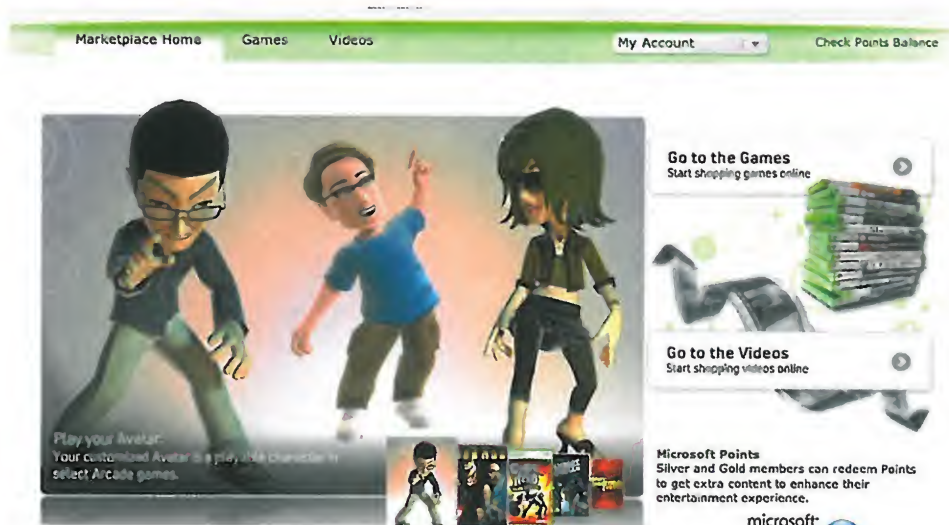 Marketplace Home Games Videos My Account Check Points Balance
Go to the Games
Start shopping games online
Go to the Videos
Start shopping videos online
Play your Avatar:
Your customized Avatar is a playable character in
select Arcade games.
Microsoft Points
Silver and Gold members can redeem Points
to get extra content to enhance their
entertainment experience.
microsoft